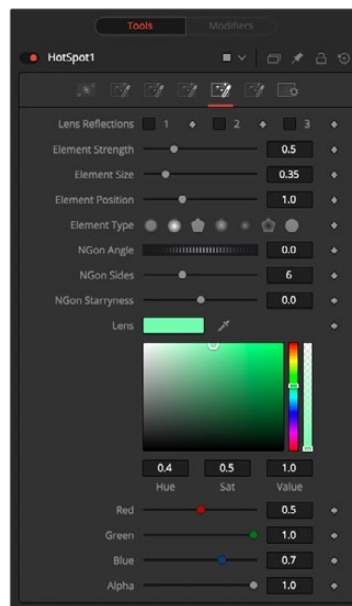 Tools Modifiers
HotSpot1
Lens Reflections 1 2 3
Element Strength 0.5
Element Size 0.35
Element Position 1.0
Element Type
NGon Angle 0.0
NGon Sides 6
NGon Starryness 0.0
Lens
0.4 0.5 1.0
Hue Sat Value
Red 0.5
Green 1.0
Blue 0.7
Alpha 1.0